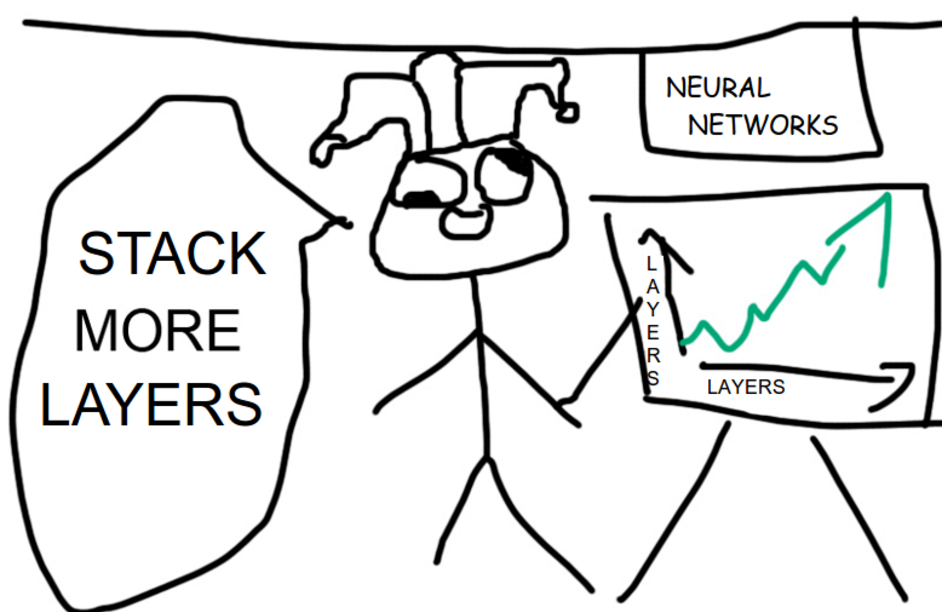 STACK
MORE
LAYERS
NEURAL
NETWORKS
LAYERS
LAYERS